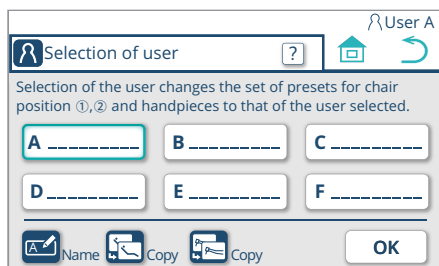 User A
Selection of user ?
Selection of the user changes the set of presets for chair
position ①,② and handpieces to that of the user selected.
A _________ B _________ C _________
D _________ E _________ F _________
A Name Copy Copy OK